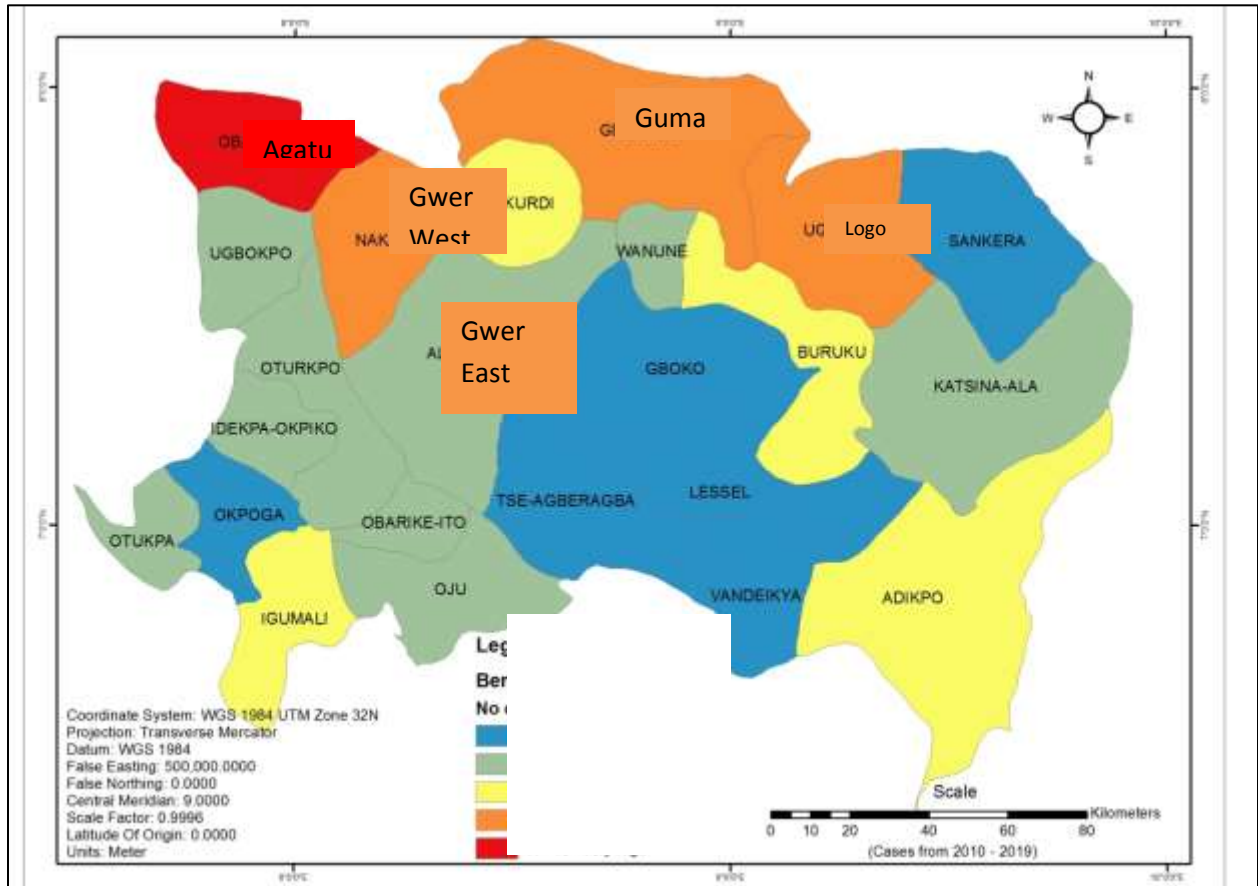 N
W
E
S
Guma
Agatu
Gwer
West
KURDI
Logo
SANKERA
UGBOKPO
WANUNE
Gwer
East
BURUKU
OTURKPO
GBOKO
KATSINA-ALA
IDEKPA-OKPIKO
LESSEL
TSE-AGBERAGBA
OKPOGA
OBARIKE-ITO
OTUKPA
OJU
VANDEIKYA
ADIKPO
IGUMALI
Coordinate System: WGS 1984 UTM Zone 32N
Projection: Transverse Mercator
Datum: WGS 1984
False Easting: 500,000.0000
False Northing: 0.0000
Central Meridian: 9.0000
Scale Factor: 0.9996
Latitude Of Origin: 0.0000
Units: Meter
Scale
Kilometers
0 10 20 40 60 80
(Cases from 2010 - 2019)